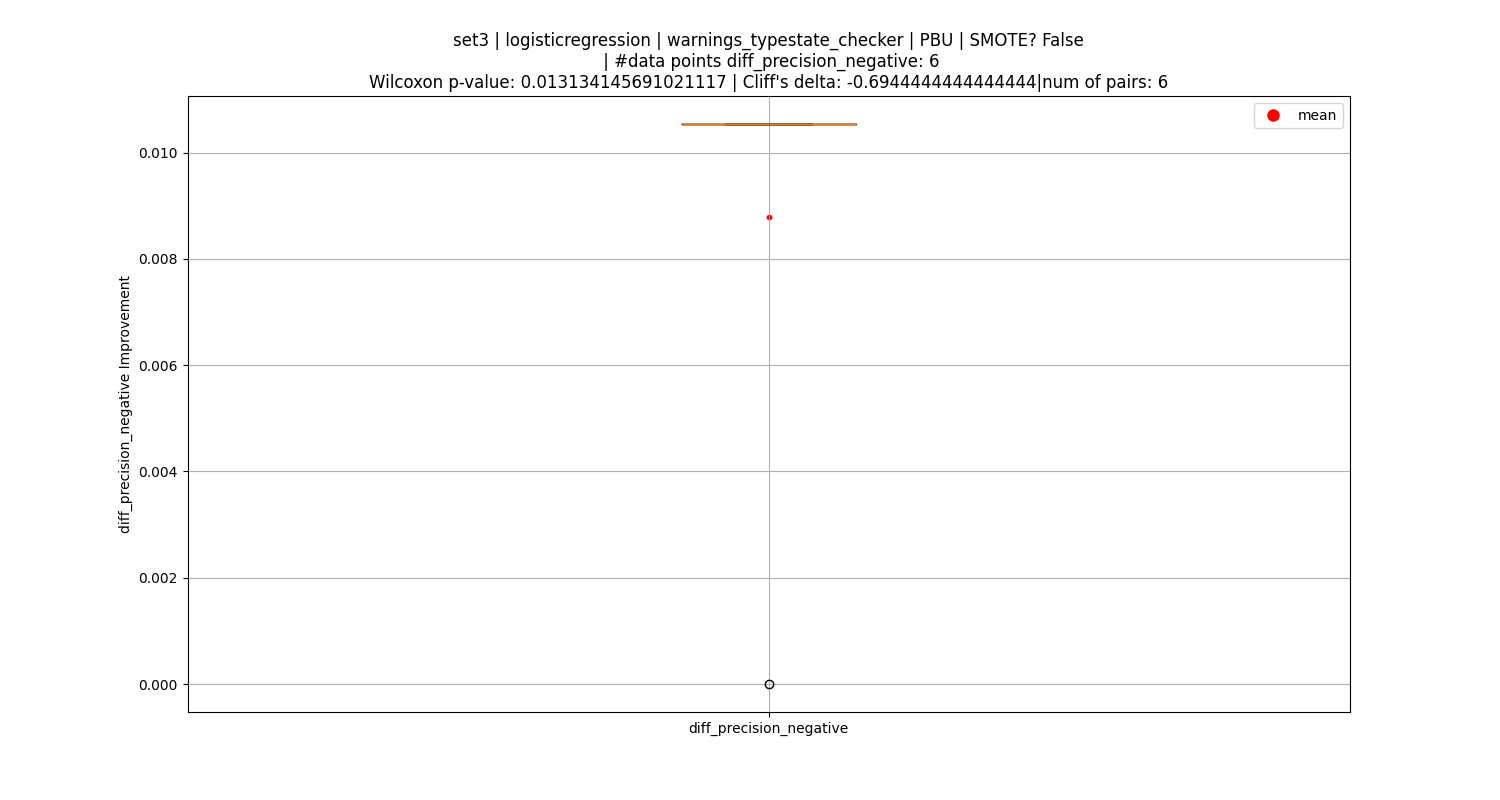 set3 | logisticregression | warnings_typestate_checker | PBU | SMOTE? False
| #data points diff_precision_negative: 6
Wilcoxon p-value: 0.013134145691021117 | Cliff's delta: -0.6944444444444444|num of pairs: 6
mean
0.010
0.008
0.006
0.004
0.002
0.000
diff_precision_negative Improvement
diff_precision_negative